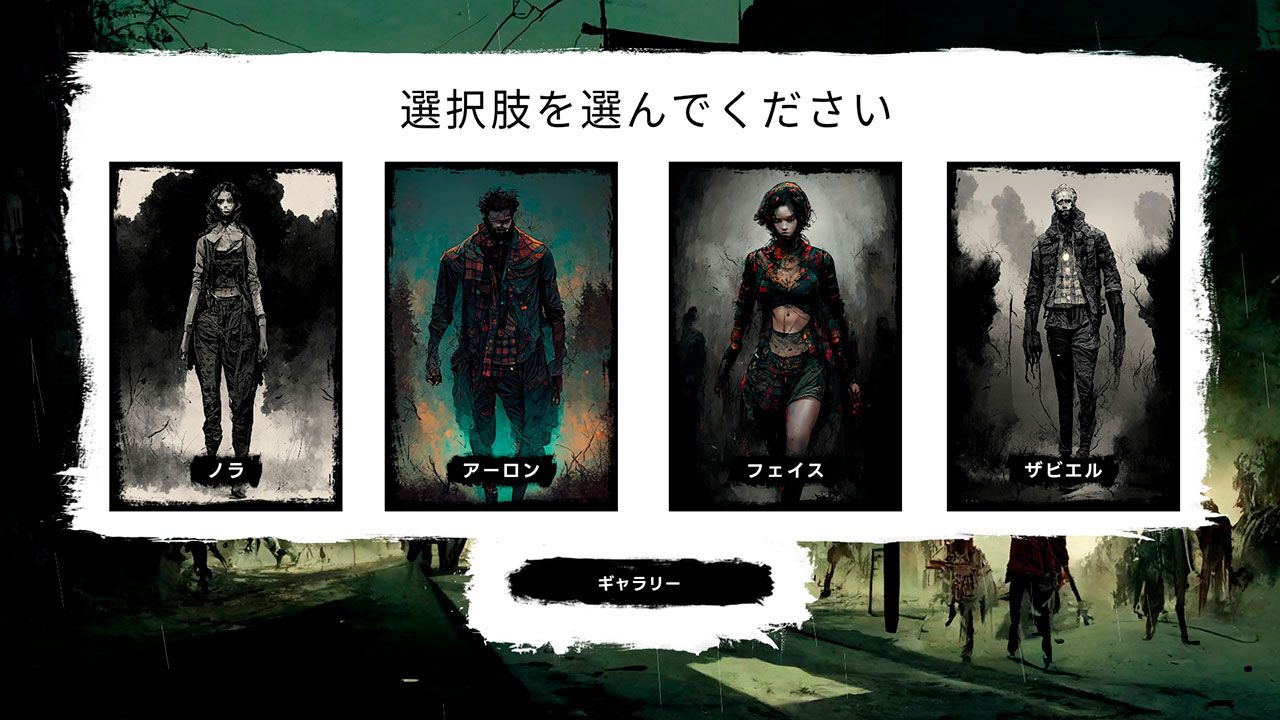 選択肢を選んでください
ノラ
アーロン
フェイス
ザビエル
ギャラリー